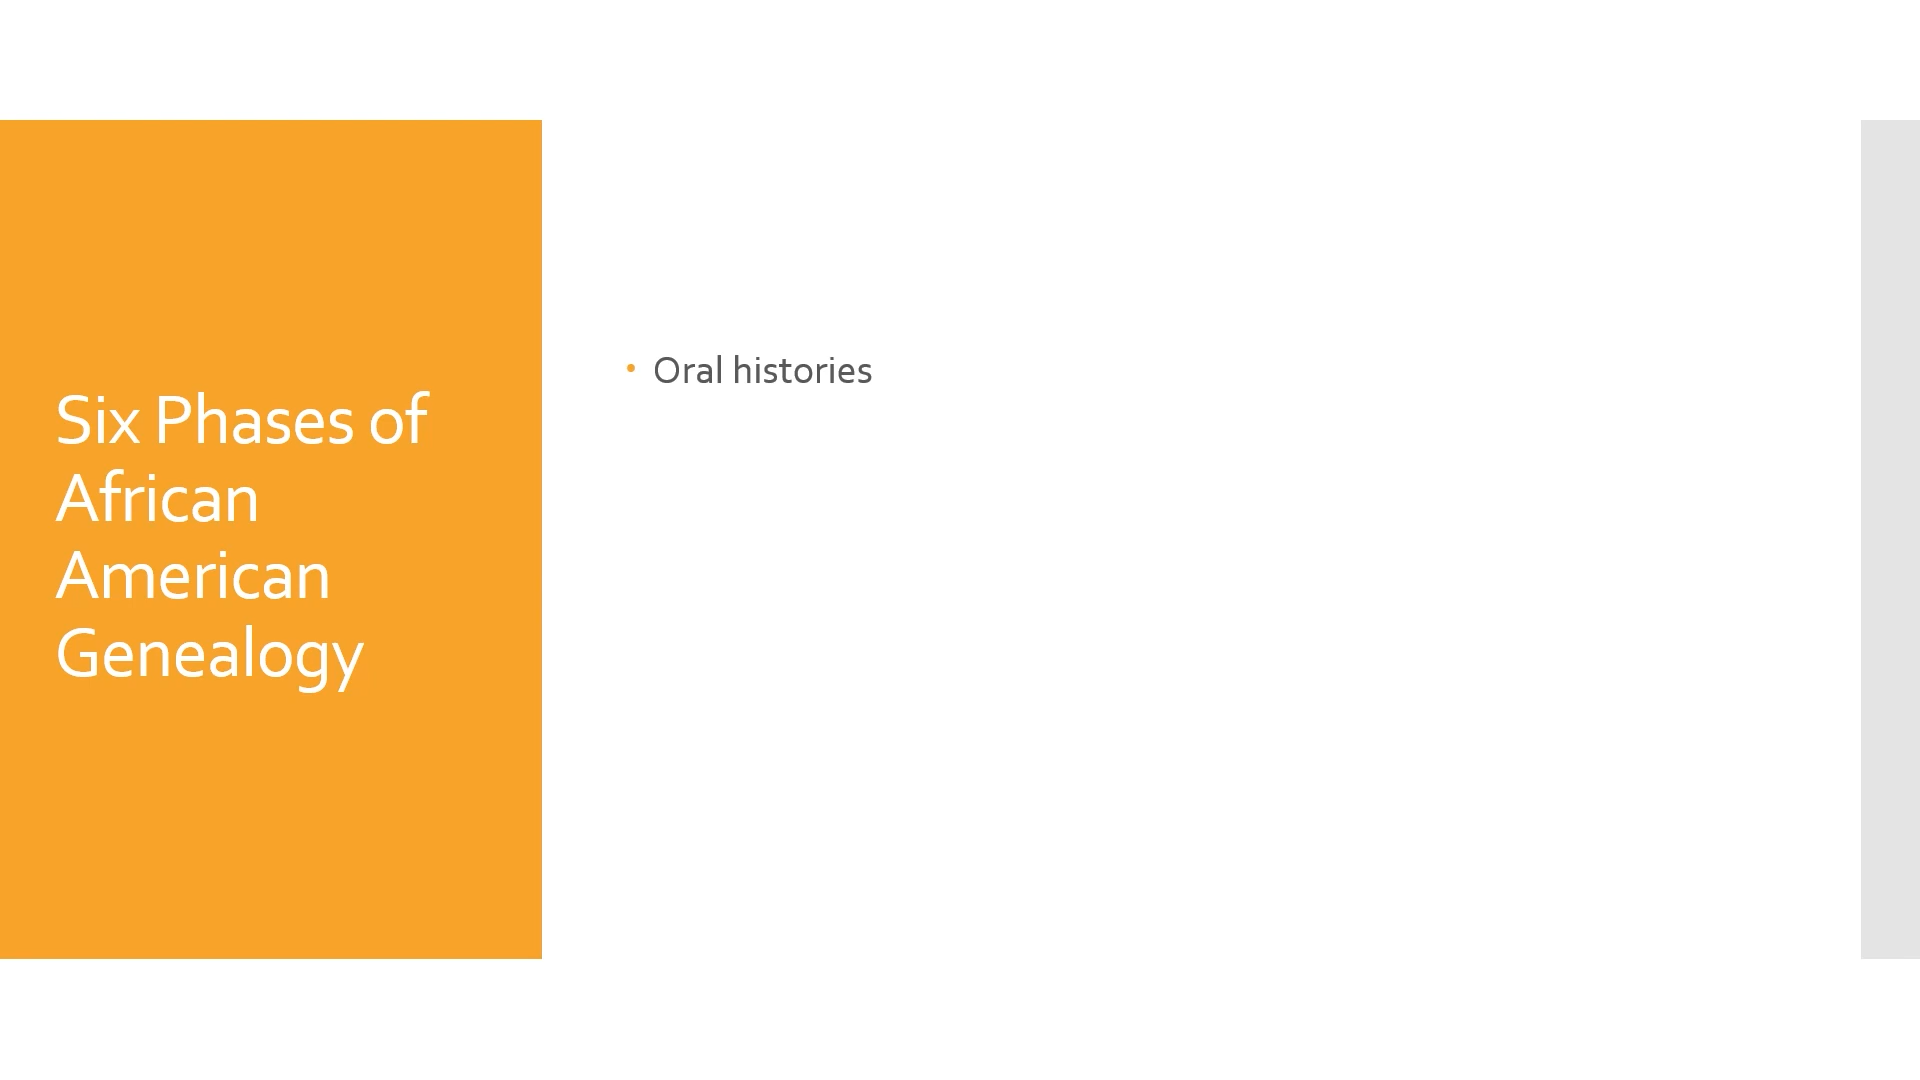 Six Phases of
African
American
Genealogy
• Oral histories